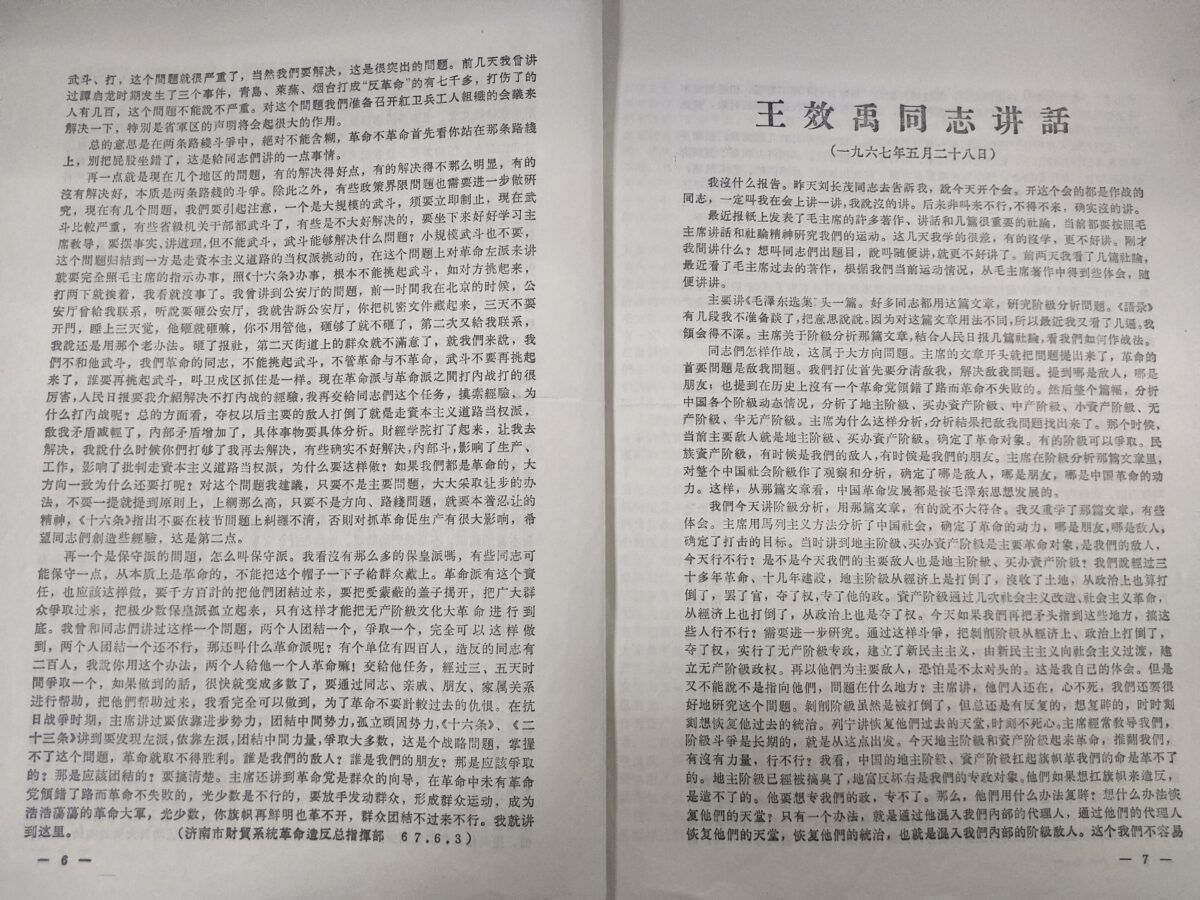 武斗、打，这个問題就很严重了，当然我們要解决，这是很突出的問題。前几天我曾讲
过譚启龙时期发生了三个事件，青島、萊蕪、烟台打成“反革命”的有七千多，打伤了的
人有几百，这个問題不能說不严重。对这个問題我們准备召开紅卫兵工人組織的会議来
解决一下，特別是省軍区的声明将会起很大的作用。
总的意思是在两条路綫斗爭中，絕对不能含糊，革命不革命首先看你站在那条路綫
上，別把屁股坐錯了，这是給同志們讲的一点事情。
再一点就是现在几个地区的問題，有的解决得好点，有的解决得不那么明显，有的
沒有解决好，本质是两条路綫的斗爭。除此之外，有些政策界限問題也需要进一步做研
究，现在有几个問題，我們要引起注意，一个是大規模的武斗，須要立即制止，现在武
斗比較严重，有些省級机关干部都武斗了，有些是不大好解决的，要坐下来好好学习主
席教导，要摆事实、讲道理，但不能武斗，武斗能够解决什么問題？小規模武斗也不要，
这个問題归結到一方是走資本主义道路的当权派挑动的，在这个問題上对革命左派来讲
就要完全照毛主席的指示办事，照《十六条》办事，根本不能挑起武斗，如对方挑起来，
打两下就挨着，我看就沒事了。我曾讲到公安厅的問題，前一时間我在北京的时候，公
安厅曾給我联系，听說要砸公安厅，我就告訴公安厅，你把机密文件藏起来，三天不要
开門，睡上三天觉，他砸就砸嘛，你不用管他，砸够了就不砸了，第二次又給我联系，
我說还是用那个老办法。砸了报社，第二天街道上的群众就不滿意了，就我們来說，我
們不和他武斗，我們革命的同志，不能挑起武斗，不管革命与不革命，武斗不要再挑起
来了，誰要再挑起武斗，叫卫戍区抓住是一样。现在革命派与革命派之間打內战打的很
厉害，人民日报要我介紹解决不打內战的經驗，我再交給同志們这个任务，摸索經驗，为
什么打內战呢？总的方面看，夺权以后主要的敌人打倒了就是走資本主义道路当权派，
敌我矛盾减輕了，內部矛盾增加了，具体事物要具体分析。財經学院打了起来，让我去
解决，我說什么时候你們打够了我再去解决，有些确实不好解决，內部斗，影响了生产、
工作，影响了批判走資本主义道路当权派，为什么要这样做？如果我們都是革命的，大
方向一致为什么还要打呢？对这个問題我建議，只要不是主要問題，大大采取让步的办
法，不要一提就提到原則上，上綱那么高，只要不是方向、路綫問題，就要本着忍让的
精神，《十六条》指出不要在枝节問題上糾纏不清，否則对抓革命促生产有很大影响，希
望同志們創造些經驗，这是第二点。
再一个是保守派的問題，怎么叫保守派。我看沒有那么多的保皇派嗎，有些同志可
能保守一点，从本质上是革命的，不能把这个帽子一下子給群众戴上。革命派有这个責
任，也应該这样做，要千方百計的把他們团結过来，要把受蒙蔽的盖子揭开，把广大群
众爭取过来，把极少数保皇派孤立起来，只有这样才能把无产阶級文化大革命进行到
底。我曾和同志們讲过这样一个問題，两个人团結一个，爭取一个，完全可以这样做
到，两个人团結一个还不行，那还叫什么革命派呢？有个单位有四百人，造反的同志有
二百人，我說你用这个办法，两个人給他一个人革命嘛！交給他任务，經过三、五天时
間爭取一个，如果做到的話，很快就变成多数了，要通过同志、亲戚、朋友、家属关系
进行帮助，把他們帮助过来，我看完全可以做到，为了革命不要計較过去的仇恨。在抗
日战爭时期，主席讲过要依靠进步势力，团結中間势力，孤立頑固势力，《十六条》、《二
十三条》讲到要发现左派，依靠左派，团結中間力量，爭取大多数，这是个战略問題，掌握
不了这个問題，革命就取不得胜利。誰是我們的敌人？誰是我們的朋友？那是应該爭取
的？那是应該团結的？要搞清楚。主席还讲到革命党是群众的向导，在革命中未有革命
党領錯了路而革命不失敗的，光少数是不行的，要放手发动群众，形成群众运动，成为
浩浩蕩蕩的革命大軍，光少数，你旗帜再鮮明也革不开，群众团結不过来不行。我就讲
到这里。　（济南市財貿系統革命造反总指揮部　67.6.3）
— 6 —
王效禹同志讲話
（一九六七年五月二十八日）
我沒什么报告。昨天刘长茂同志去告訴我，說今天开个会。开这个会的都是作战的
同志，一定叫我在会上讲一讲，我說沒的讲。后来非叫来不行，不得不来，确实沒的讲。
最近报紙上发表了毛主席的許多著作、讲話和几篇很重要的社論，当前都要按照毛
主席讲話和社論精神研究我們的运动。这几天我学的很差，有的沒学，更不好讲。刚才
我問讲什么？想叫同志們出題目，說叫随便讲，就更不好讲了。前两天我看了几篇社論，
最近看了毛主席过去的著作，根据我們当前运动情况，从毛主席著作中得到些体会，随
便讲讲。
主要讲《毛澤东选集》头一篇。好多同志都用这篇文章，研究阶級分析問題。《語录》
有几段我不准备談了，把意思說說。因为对这篇文章用法不同，所以最近我又看了几遍。我
領会得不深。主席关于阶級分析那篇文章，結合人民日报几篇社論，看我們如何作战法。
同志們怎样作战，这属于大方向問題。主席的文章开头就把問題提出来了，革命的
首要問題是敌我問題。我們打仗首先要分清敌我，解决敌我問題。提到哪是敌人，哪是
朋友；也提到在历史上沒有一个革命党領錯了路而革命不失敗的。然后整个篇幅，分析
中国各个阶級动态情况，分析了地主阶級、买办資产阶級、中产阶級、小資产阶級、无
产阶級、半无产阶級。主席为什么这样分析，分析結果把敌我問題找出来了。那个时候，
当前主要敌人就是地主阶級、买办資产阶級。确定了革命对象。有的阶級可以爭取。民
族資产阶級，有时候是我們的敌人，有时候是我們的朋友。主席在阶級分析那篇文章里，
对整个中国社会阶級作了观察和分析，确定了哪是敌人，哪是朋友，哪是中国革命的动
力。这样，从那篇文章看，中国革命发展都是按毛澤东思想发展的。
我們今天讲分析，用那篇文章，有的說不大符合。我又重学了那篇文章，有些
体会。主席用馬列主义方法分析了中国社会，确定了革命的动力，哪是朋友，哪是敌人，
确定了打击的目标。当时讲到地主阶級、买办資产阶級是主要革命对象，是我們的敌人，
今天行不行？是不是今天我們的主要敌人也是地主阶級、买办資产阶級？我們說經过三
十多年革命、十几年建設，地主阶級从經济上是打倒了，沒收了土地，从政治上也算打
倒了，罢了官，夺了权，专了他的政。資产阶級通过几次社会主义改造、社会主义革命，
从經济上也打倒了，从政治上也是夺了权。今天如果我們再把矛头指到这些地方，搞这
些人行不行？需要进一步研究。通过这样斗爭，把剝削阶級从經济上、政治上打倒了，
夺了权，实行了无产阶級专政，建立了新民主主义，由新民主主义向社会主义过渡，建
立无产阶級政权。再以他們为主要敌人，恐怕是不太对头的。这是我自己的体会。但是
又不能說不是指向他們，問題在什么地方？主席讲，他們人还在，心不死，我們还要很
好地研究这个問題。剝削阶級虽然是被打倒了，但总还是有反复的，想复辟的，时时刻
刻想恢复他过去的統治。列宁讲恢复他們过去的天堂，时刻不死心。主席經常教导我們，
阶級斗爭是长期的，就是从这点出发。今天地主阶級和資产阶級起来革命，推翻我們，
有沒有力量，行不行？我看，中国的地主阶級、資产阶級扛起旗帜革我們的命是革不了
的。地主阶級已經被搞臭了，地富反坏右是我們的专政对象。他們如果想扛旗帜来造反，
是造不了的。他要想专我們的政，专不了。那么，他們用什么办法复辟？想什么办法恢
复他們的天堂？只有一个办法，就是通过他混入我們內部的代理人，通过他們的代理人
恢复他們的天堂，恢复他們的統治，也就是混入我們內部的阶級敌人。这个我們不容易
— 7 —